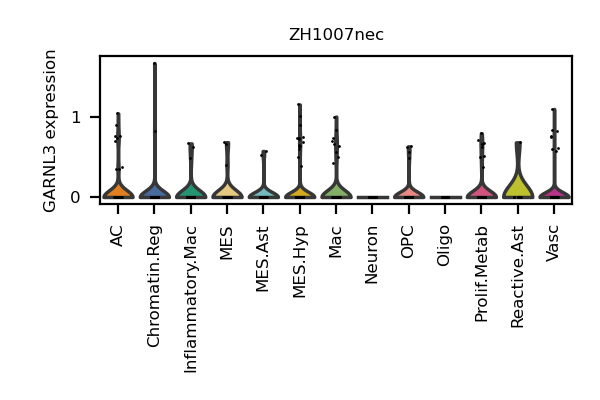 ZH1007nec
GARNL3 expression
1
0
AC
Chromatin.Reg
Inflammatory.Mac
MES
MES.Ast
MES.Hyp
Mac
Neuron
OPC
Oligo
Prolif.Metab
Reactive.Ast
Vasc